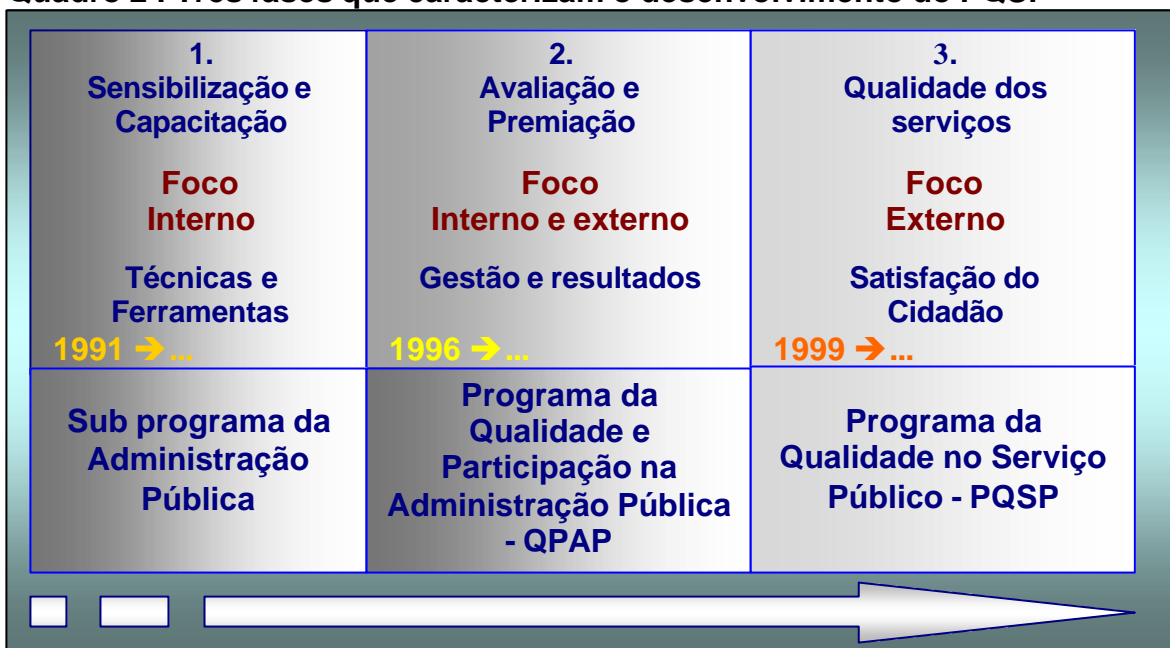 1.
Sensibilização e
Capacitação
Foco
Interno
Técnicas e
Ferramentas
1991 ➔ ...
2.
Avaliação e
Premiação
Foco
Interno e externo
Gestão e resultados
1996 ➔ ...
3.
Qualidade dos
serviços
Foco
Externo
Satisfação do
Cidadão
1999 ➔ ...
Sub programa da
Administração
Pública
Programa da
Qualidade e
Participação na
Administração Pública
- QPAP
Programa da
Qualidade no Serviço
Público - PQSP